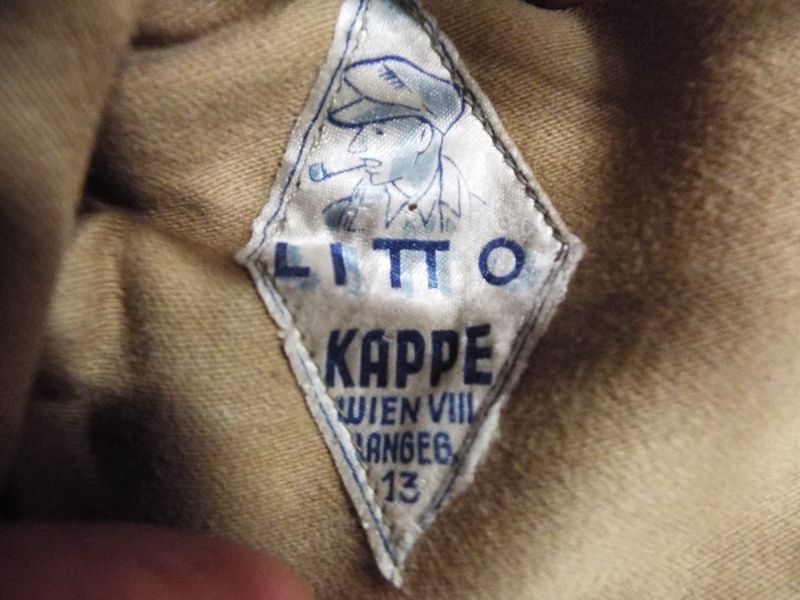 LITTO
KAPPE
WIEN VIII
LANGEG.
13